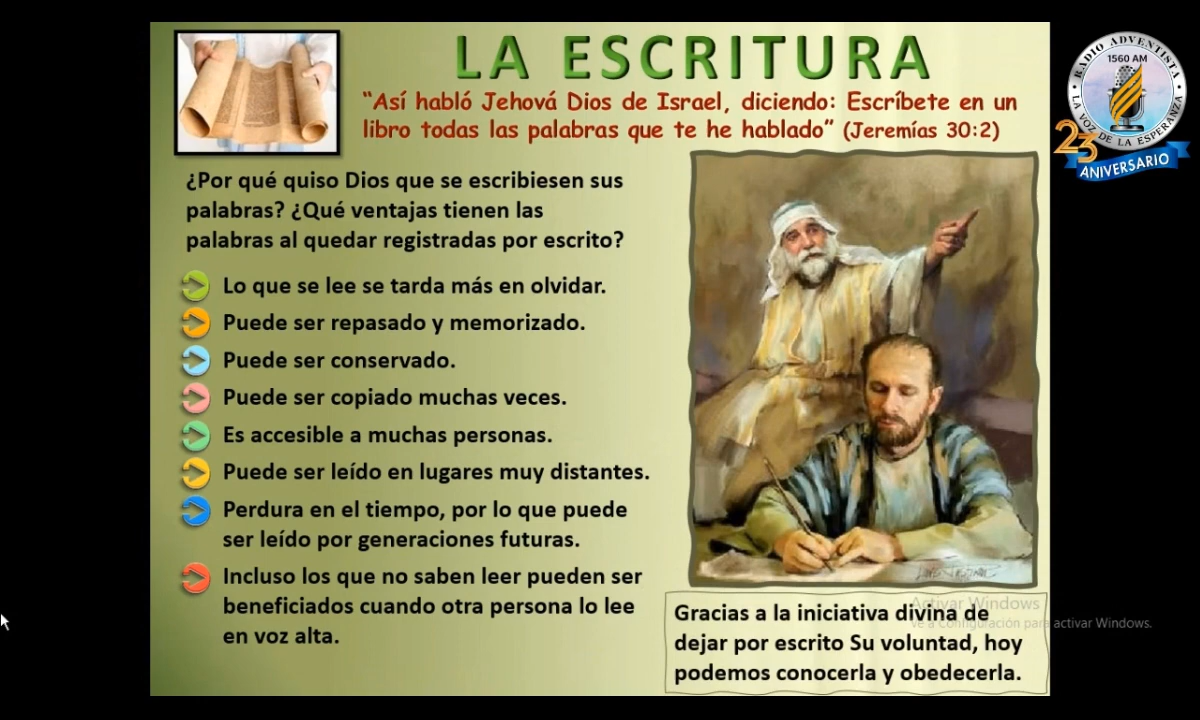 LA ESCRITURA
“Así habló Jehová Dios de Israel, diciendo: Escríbete en un
libro todas las palabras que te he hablado” (Jeremías 30:2)
¿Por qué quiso Dios que se escribiesen sus
palabras? ¿Qué ventajas tienen las
palabras al quedar registradas por escrito?
Lo que se lee se tarda más en olvidar.
Puede ser repasado y memorizado.
Puede ser conservado.
Puede ser copiado muchas veces.
Es accesible a muchas personas.
Puede ser leído en lugares muy distantes.
Perdura en el tiempo, por lo que puede
ser leído por generaciones futuras.
Incluso los que no saben leer pueden ser
beneficiados cuando otra persona lo lee
en voz alta.
Gracias a la iniciativa divina de
dejar por escrito Su voluntad, hoy
podemos conocerla y obedecerla.
RADIO ADVENTISTA
1560 AM
LA VOZ DE LA ESPERANZA
23
ANIVERSARIO
Activar Windows
Ve a Configuración para activar Windows.